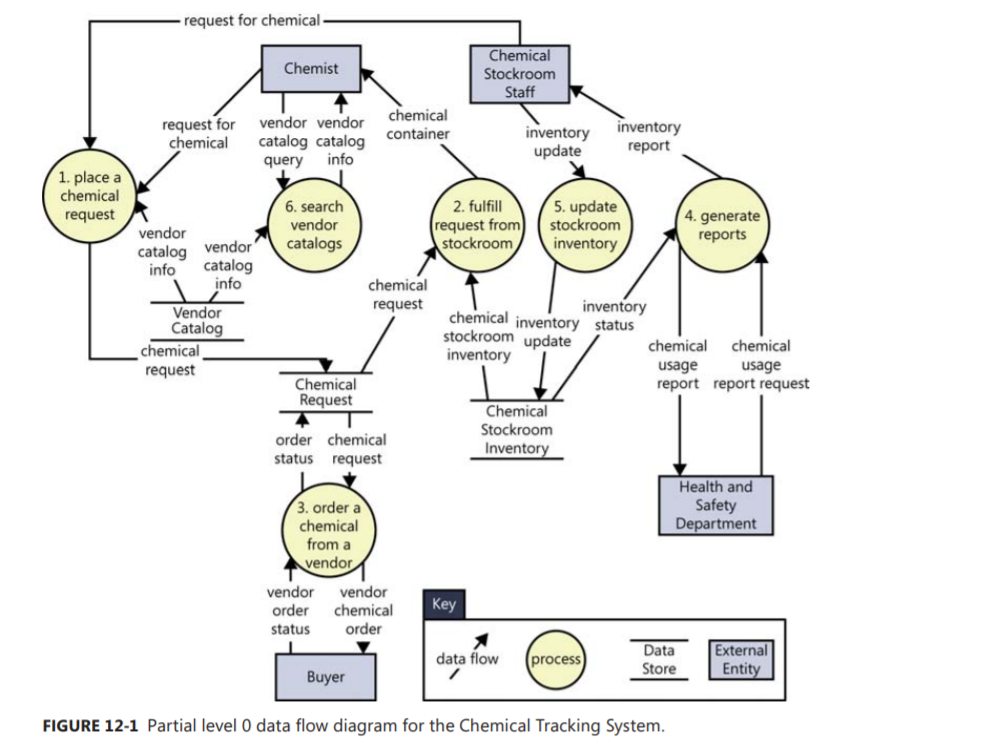 request for chemical
Chemist
Chemical
Stockroom
Staff
request for
chemical
vendor
catalog
query
vendor
catalog
info
chemical
container
inventory
update
inventory
report
1. place a
chemical
request
6. search
vendor
catalogs
2. fulfill
request from
stockroom
5. update
stockroom
inventory
4. generate
reports
vendor
catalog
info
vendor
catalog
info
Vendor
Catalog
chemical
request
chemical
request
chemical
stockroom
inventory
inventory
update
inventory
status
chemical
usage
report
chemical
usage
report request
Chemical
Request
Chemical
Stockroom
Inventory
order
status
chemical
request
Health and
Safety
Department
3. order a
chemical
from a
vendor
vendor
order
status
vendor
chemical
order
Buyer
Key
data flow
process
Data
Store
External
Entity
FIGURE 12-1 Partial level 0 data flow diagram for the Chemical Tracking System.